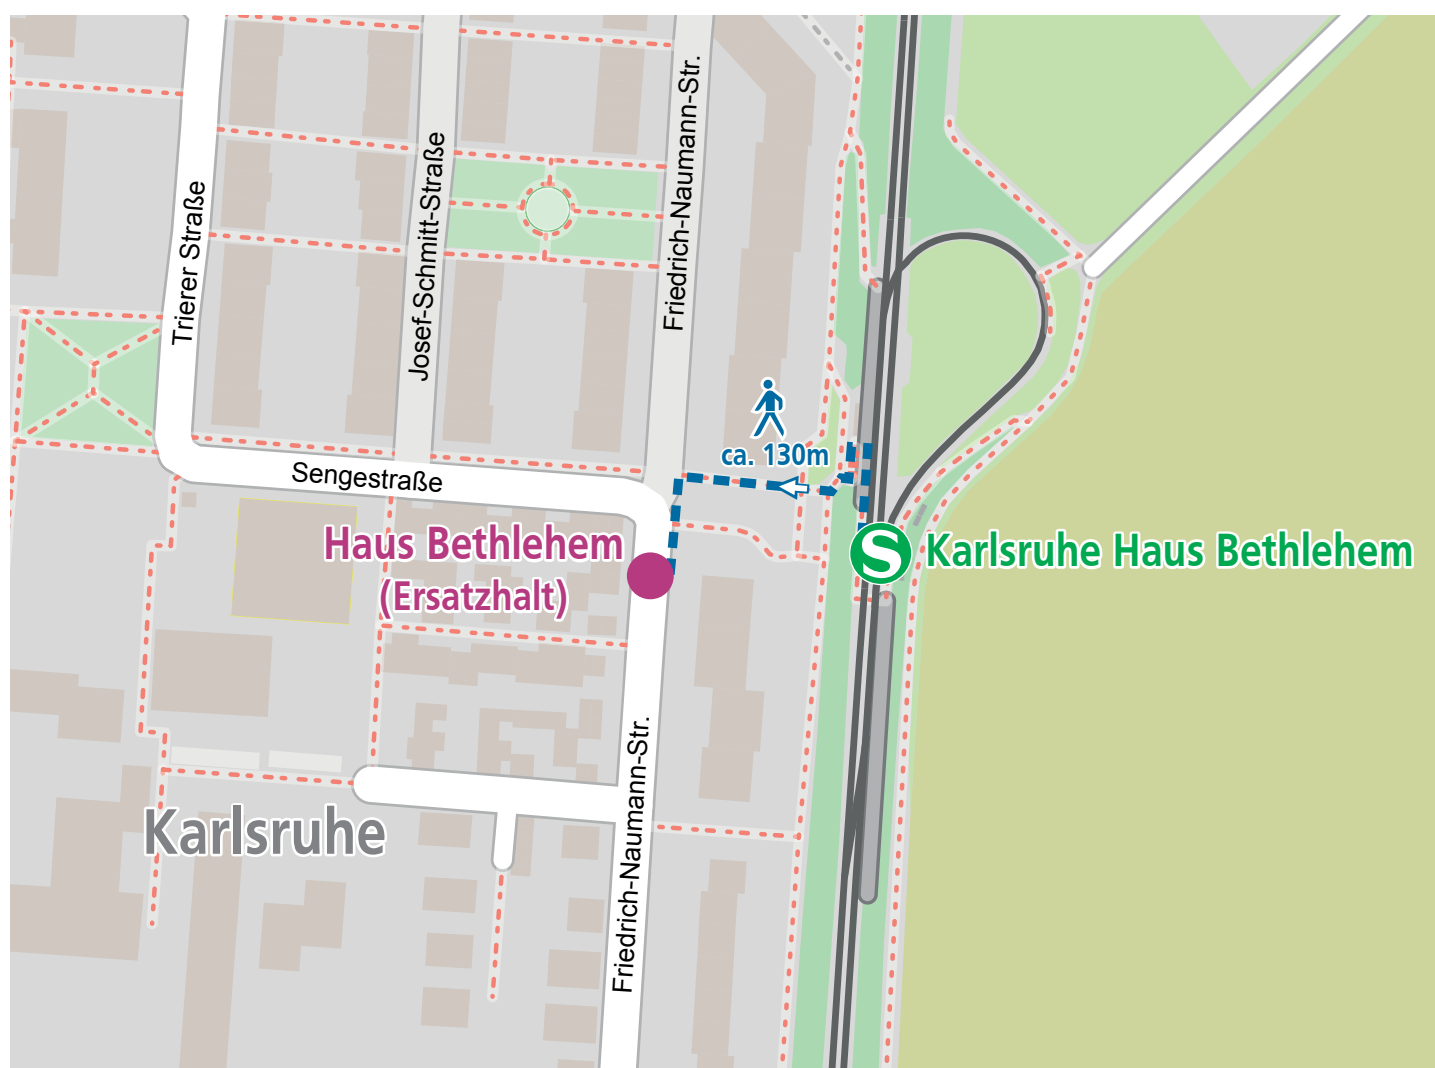 Trierer Straße
Josef-Schmitt-Straße
Friedrich-Naumann-Str.
ca. 130m
Sengestraße
Haus Bethlehem
(Ersatzhalt)
S
Karlsruhe Haus Bethlehem
Karlsruhe
Friedrich-Naumann-Str.